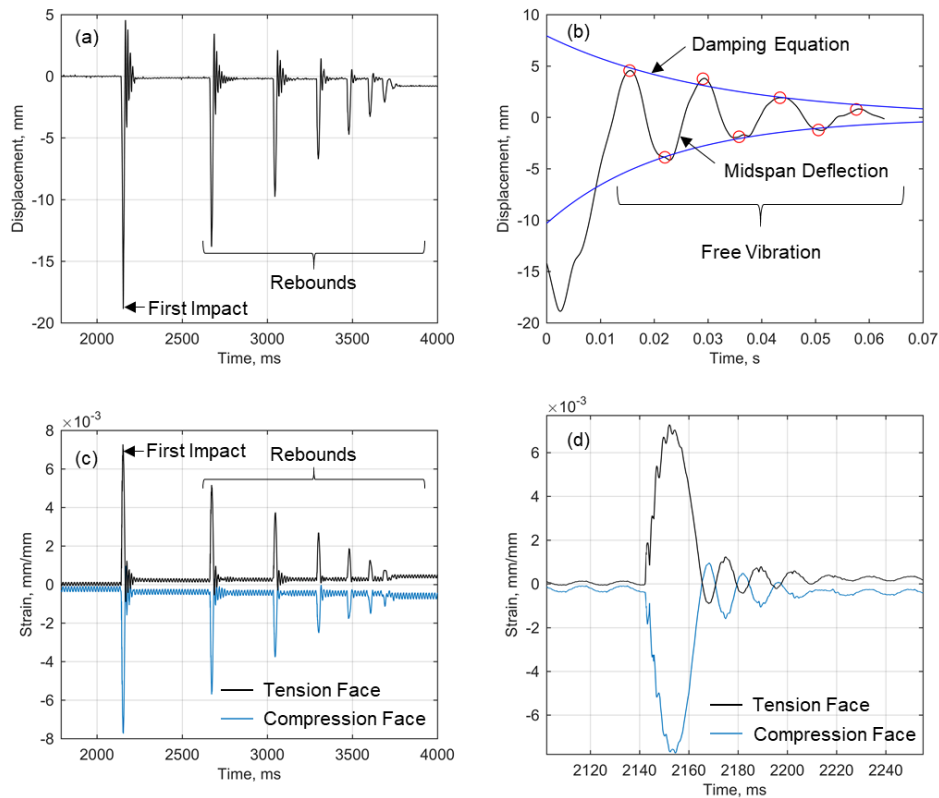 (a)
5
0
-5
-10
-15
-20
Displacement, mm
First Impact
Rebounds
2000 2500 3000 3500 4000
Time, ms
(b)
10
5
0
-5
-10
-15
-20
Displacement, mm
Damping Equation
Midspan Deflection
Free Vibration
0 0.01 0.02 0.03 0.04 0.05 0.06 0.07
Time, s
×10⁻³
(c)
8
6
4
2
0
-2
-4
-6
-8
Strain, mm/mm
First Impact
Rebounds
Tension Face
Compression Face
2000 2500 3000 3500 4000
Time, ms
×10⁻³
(d)
6
4
2
0
-2
-4
-6
Strain, mm/mm
Tension Face
Compression Face
2120 2140 2160 2180 2200 2220 2240
Time, ms